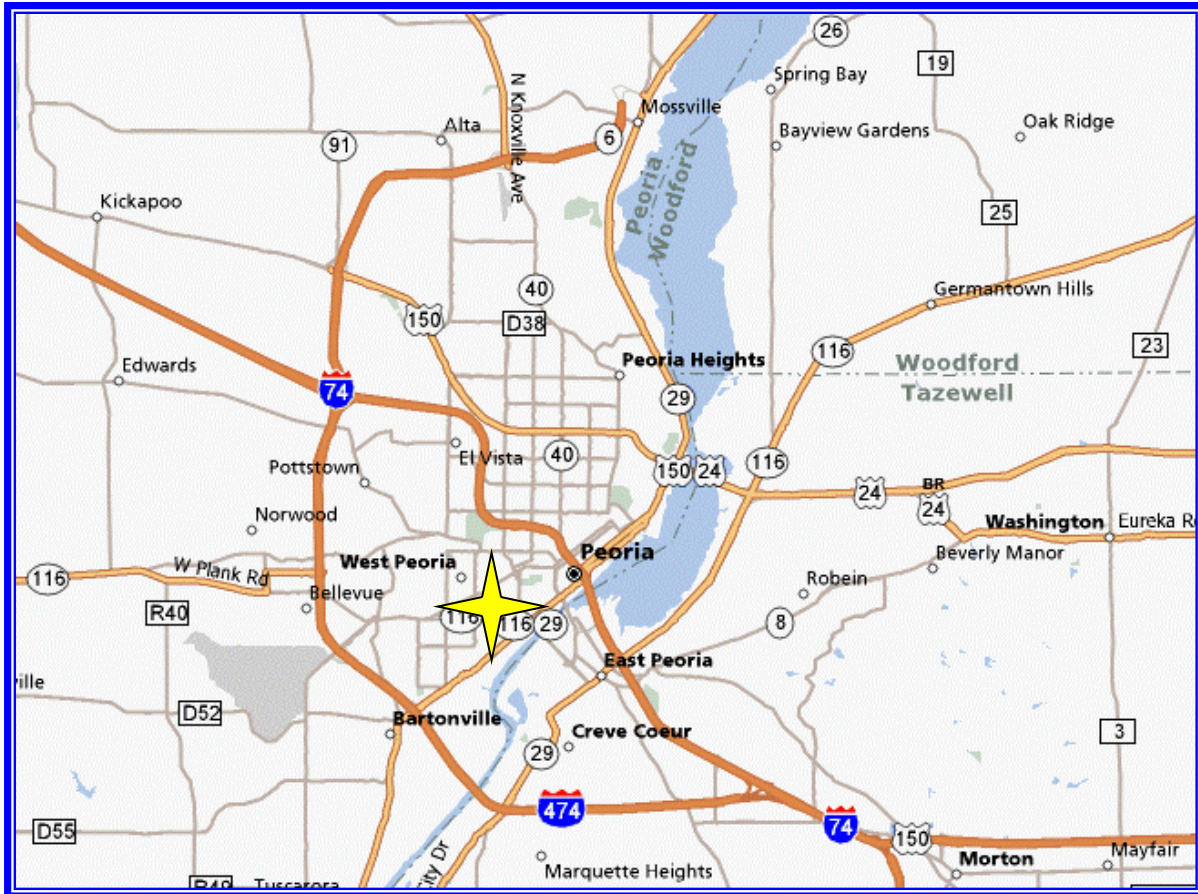 26
19
Spring Bay
N Knoxville Ave
Mossville
Oak Ridge
Alta
6
Bayview Gardens
91
Peoria
Woodford
Kickapoo
25
40
Germantown Hills
150
D38
116
23
Edwards
Peoria Heights
Woodford
Tazewell
74
29
El Vista
40
116
Pottstown
150
24
24
BR
24
Norwood
Washington
Eureka R
Peoria
Beverly Manor
West Peoria
W Plank Rd
116
Robein
Bellevue
R40
116
116
29
8
East Peoria
ville
D52
Bartonville
Creve Coeur
3
29
474
74
D55
150
City Dr
Marquette Heights
Morton
Mayfair
R49
Tuscarora